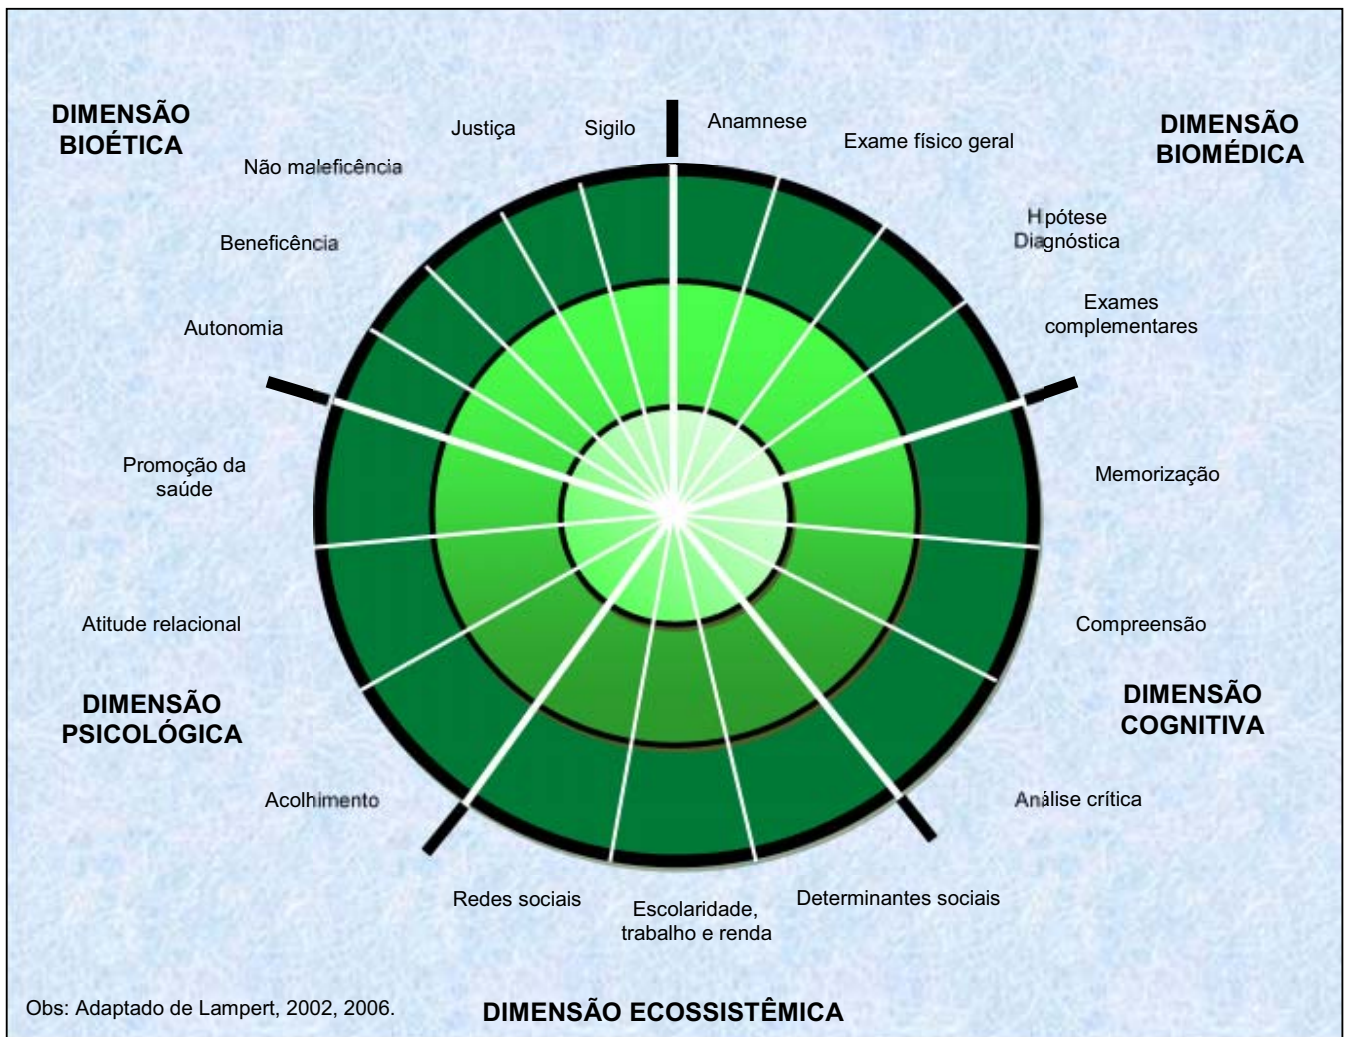 DIMENSÃO
BIOÉTICA
Justiça
Sigilo
Anamnese
Exame físico geral
DIMENSÃO
BIOMÉDICA
Não maleficência
Hpótese
Diagnóstica
Beneficência
Exames
complementares
Autonomia
Promoção da
saúde
Memorização
Atitude relacional
Compreensão
DIMENSÃO
PSICOLÓGICA
DIMENSÃO
COGNITIVA
Acolhimento
Análise crítica
Redes sociais
Escolaridade,
trabalho e renda
Determinantes sociais
Obs: Adaptado de Lampert, 2002, 2006.
DIMENSÃO ECOSSISTÊMICA